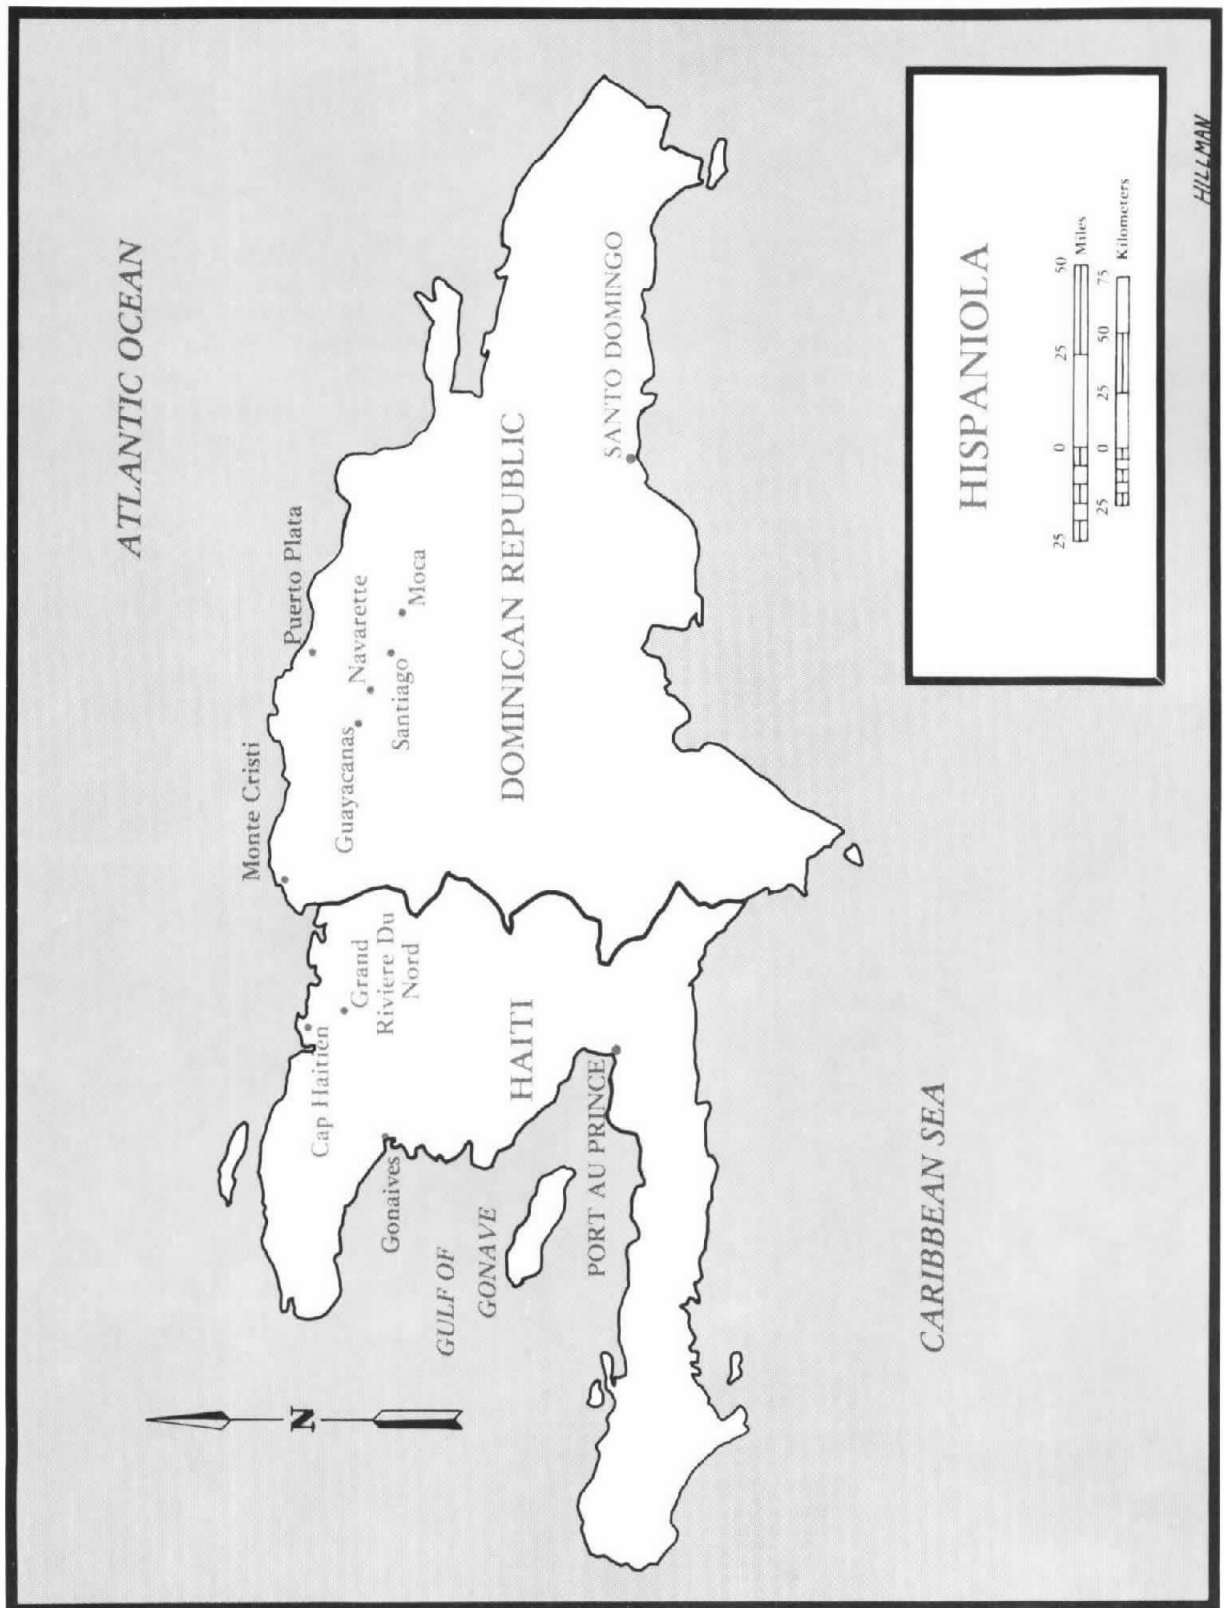 ATLANTIC OCEAN
Monte Cristi
Puerto Plata
Cap Haitien
Grand
Riviere Du
Nord
Guayacanas
Navarette
Santiago
Moca
Gonaives
GULF OF
GONAVE
HAITI
DOMINICAN REPUBLIC
PORT AU PRINCE
SANTO DOMINGO
N
CARIBBEAN SEA
HISPANIOLA
25 0 25 50
Miles
25 0 25 50 75
Kilometers
HILLMAN